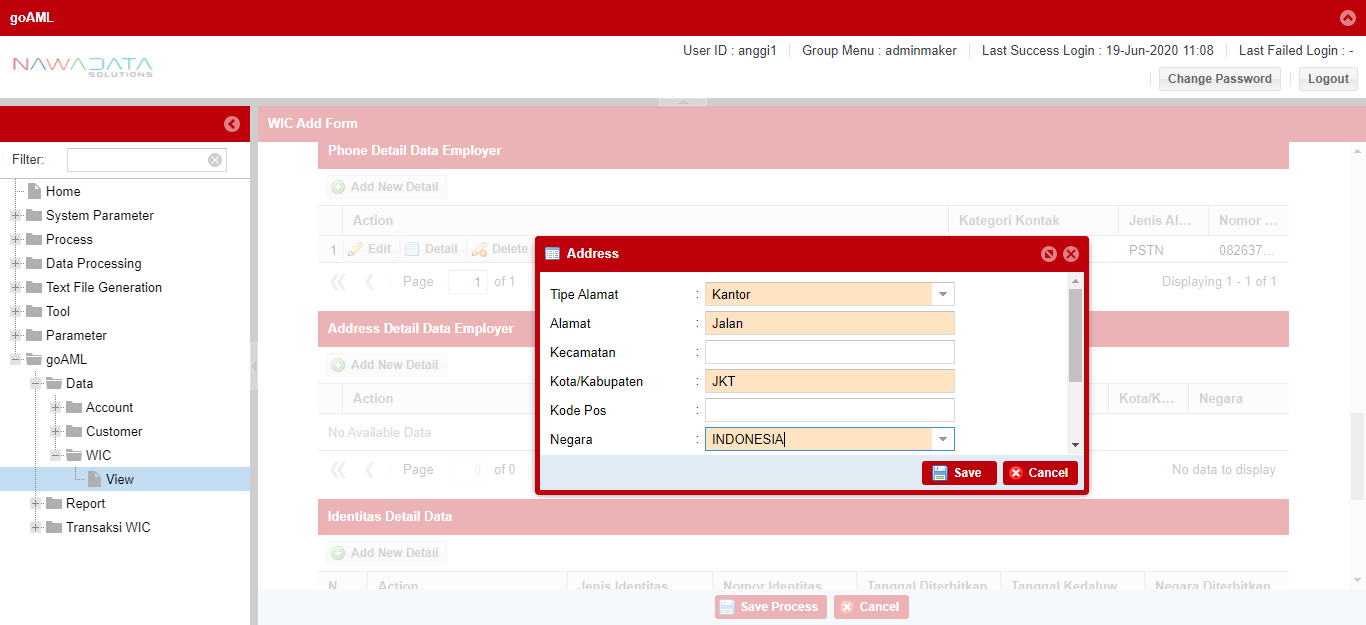 goAML
NAWADATA
SOLUTIONS
User ID : anggi1
Group Menu : adminmaker
Last Success Login : 19-Jun-2020 11:08
Last Failed Login : -
Change Password
Logout
Filter:
Home
System Parameter
Process
Data Processing
Text File Generation
Tool
Parameter
goAML
Data
Account
Customer
WIC
View
Report
Transaksi WIC
WIC Add Form
Phone Detail Data Employer
Add New Detail
Action Kategori Kontak Jenis Al... Nomor ...
1 Edit Detail Delete PSTN 082637...
Page 1 of 1 Displaying 1 - 1 of 1
Address Detail Data Employer
Add New Detail
Action Kota/K... Negara
No Available Data
Page 0 of 0 No data to display
Address
Tipe Alamat : Kantor
Alamat : Jalan
Kecamatan :
Kota/Kabupaten : JKT
Kode Pos :
Negara : INDONESIA
Save Cancel
Identitas Detail Data
Add New Detail
N... Action Jenis Identitas Nomor Identitas Tanggal Diterbitkan Tanggal Kedaluw... Negara Diterbitkan...
Save Process Cancel